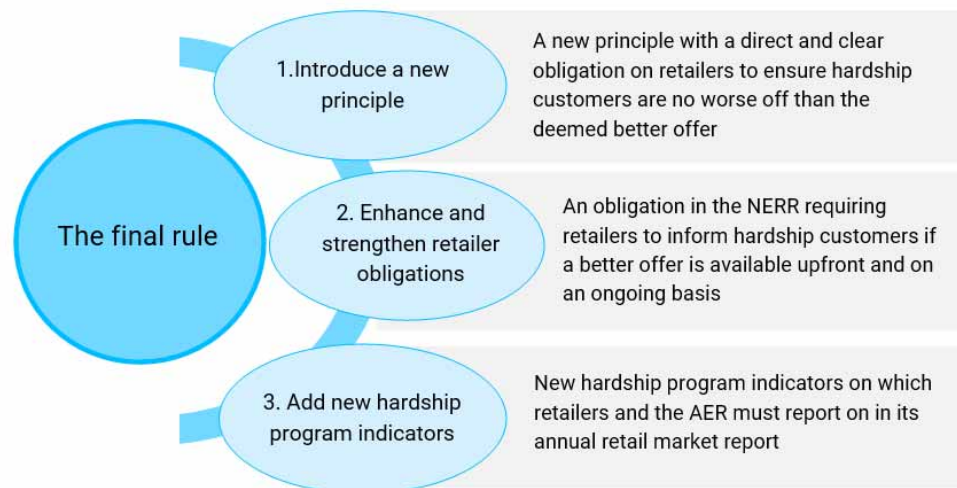 The final rule
1.Introduce a new
principle
A new principle with a direct and clear
obligation on retailers to ensure hardship
customers are no worse off than the
deemed better offer
2. Enhance and
strengthen retailer
obligations
An obligation in the NERR requiring
retailers to inform hardship customers if
a better offer is available upfront and on
an ongoing basis
3. Add new hardship
program indicators
New hardship program indicators on which
retailers and the AER must report on in its
annual retail market report